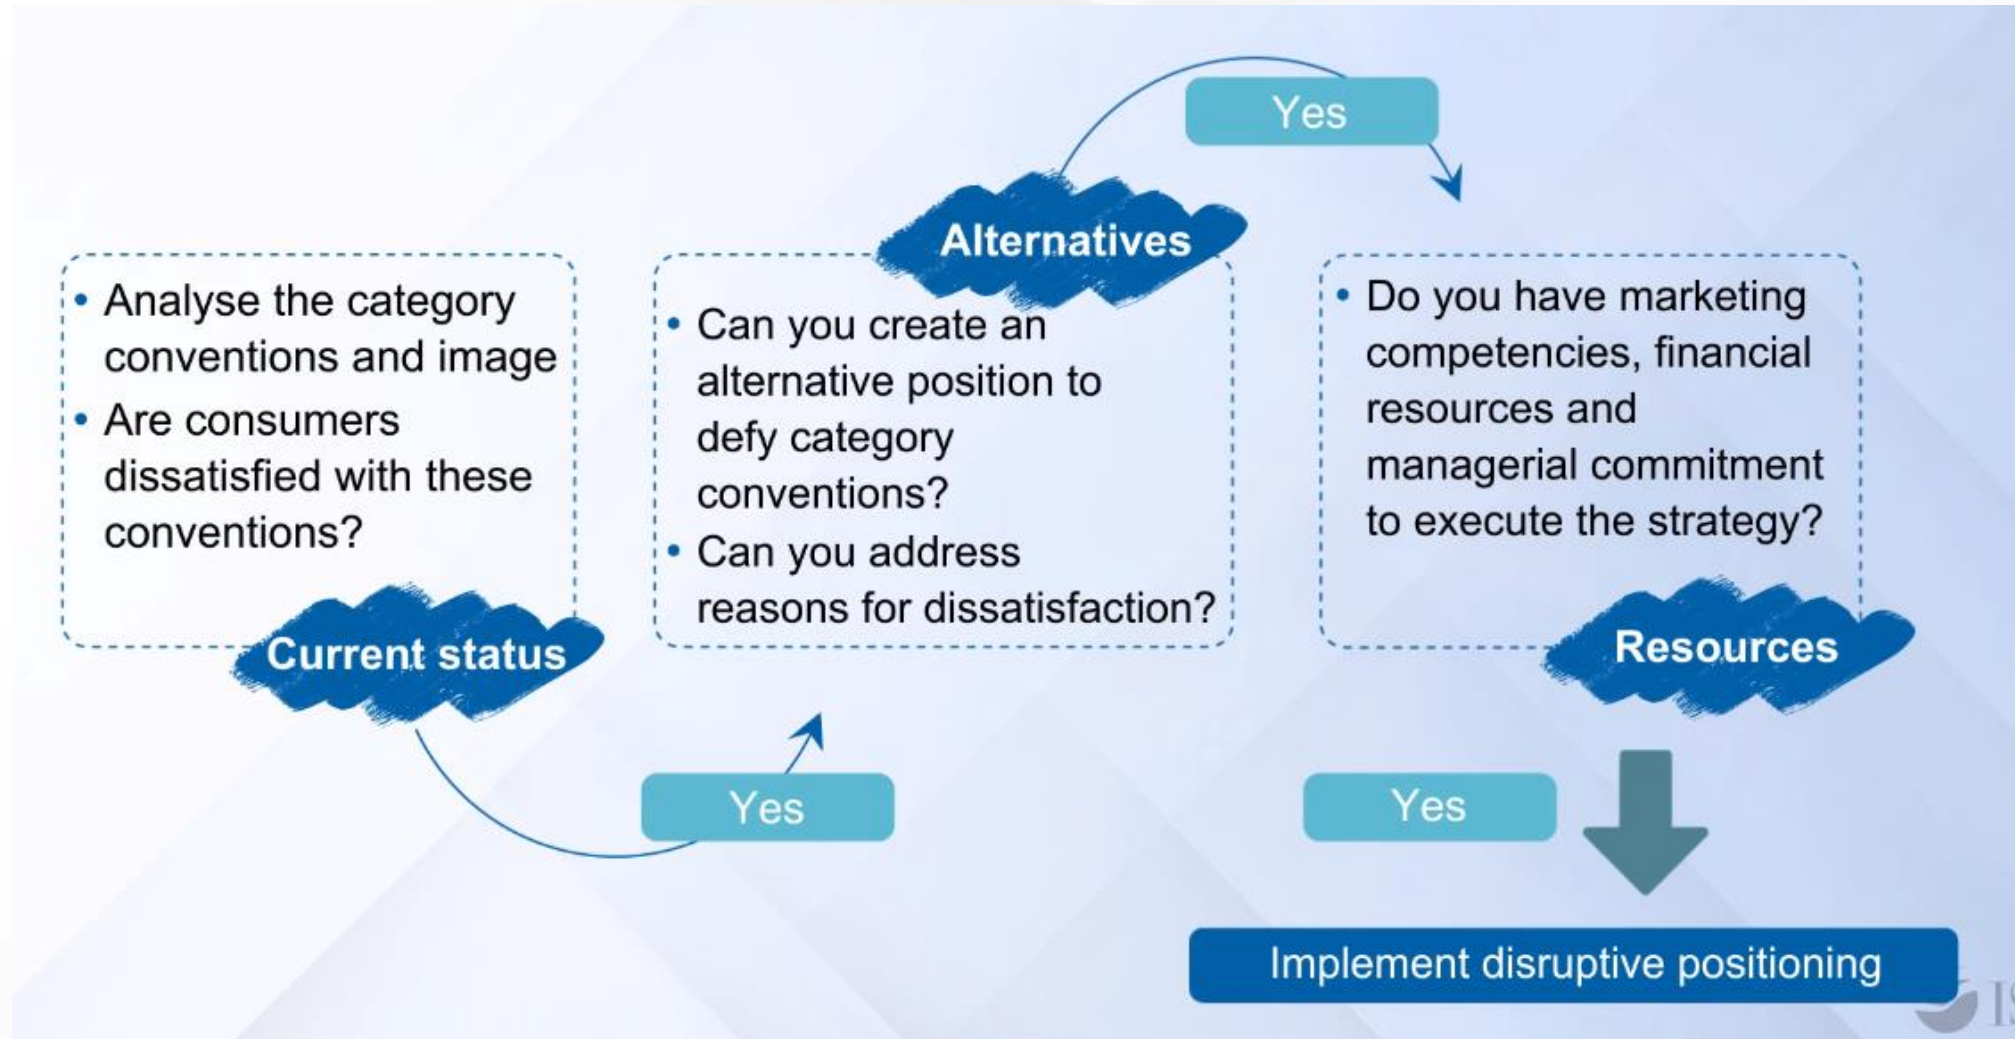 • Analyse the category
conventions and image
• Are consumers
dissatisfied with these
conventions?
Current status
Yes
Alternatives
• Can you create an
alternative position to
defy category
conventions?
• Can you address
reasons for dissatisfaction?
Yes
• Do you have marketing
competencies, financial
resources and
managerial commitment
to execute the strategy?
Resources
Yes
Implement disruptive positioning